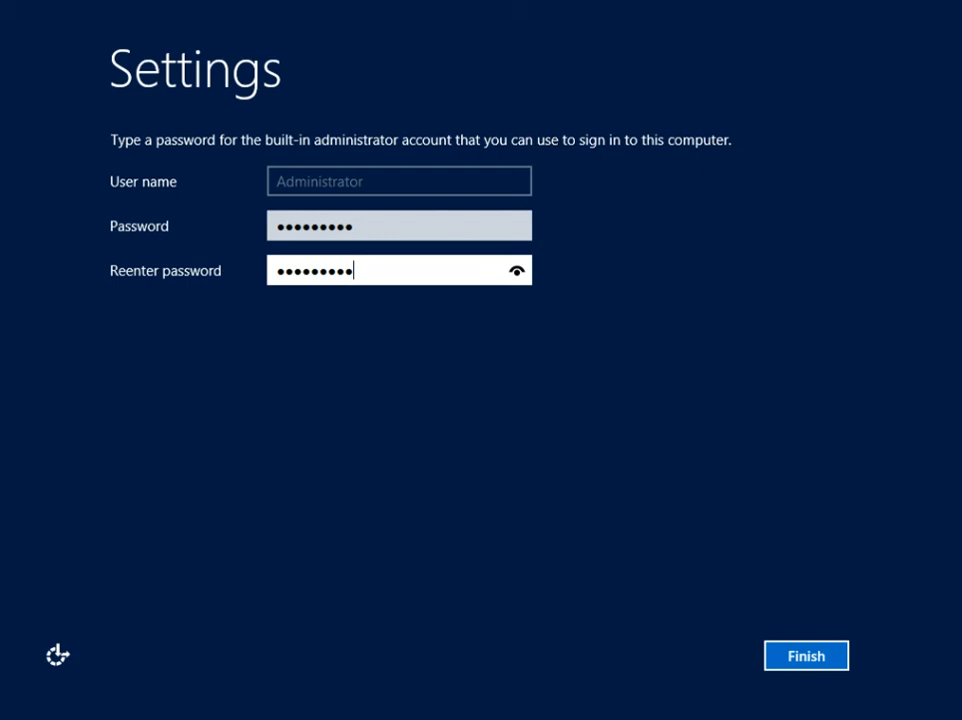 Settings
Type a password for the built-in administrator account that you can use to sign in to this computer.
User name Administrator
Password •••••••••
Reenter password •••••••••
Finish